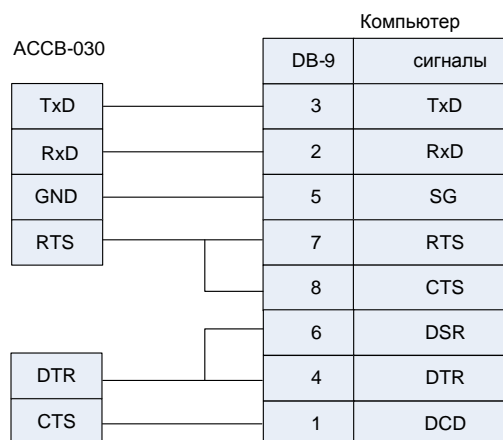 Компьютер
ACCB-030
DB-9 сигналы
TxD 3 TxD
RxD 2 RxD
GND 5 SG
RTS 7 RTS
8 CTS
6 DSR
DTR 4 DTR
CTS 1 DCD